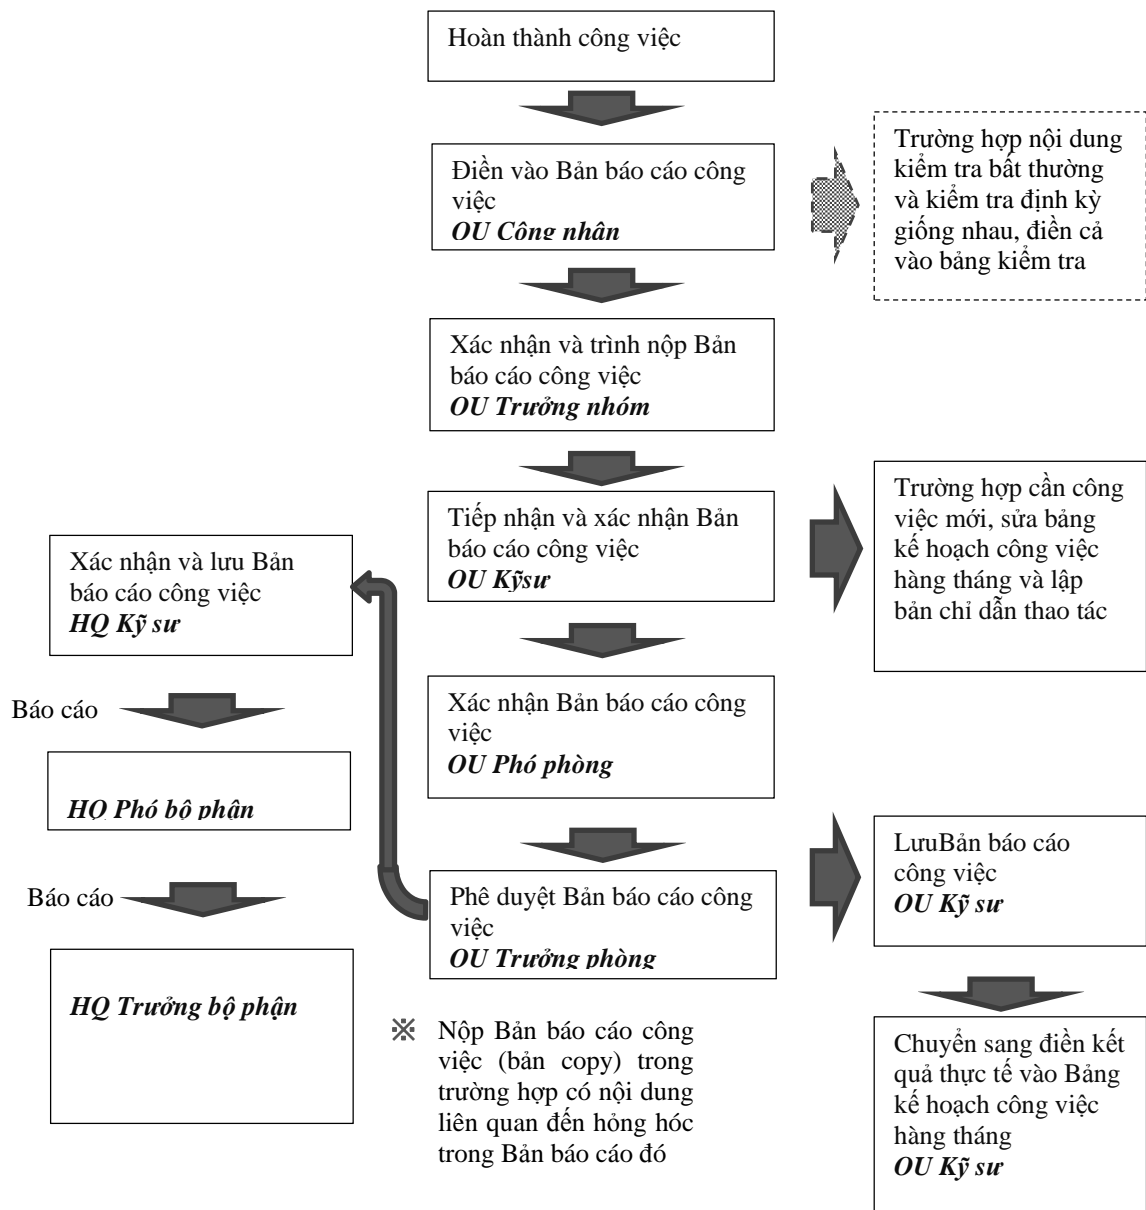 Hoàn thành công việc
Điền vào Bản báo cáo công
việc
OU Công nhân
Trường hợp nội dung
kiểm tra bất thường
và kiểm tra định kỳ
giống nhau, điền cả
vào bảng kiểm tra
Xác nhận và trình nộp Bản
báo cáo công việc
OU Trưởng nhóm
Tiếp nhận và xác nhận Bản
báo cáo công việc
OU Kỹsư
Trường hợp cần công
việc mới, sửa bảng
kế hoạch công việc
hàng tháng và lập
bản chỉ dẫn thao tác
Xác nhận và lưu Bản
báo cáo công việc
HQ Kỹ sư
Báo cáo
HQ Phó bộ phận
Báo cáo
HQ Trưởng bộ phận
Xác nhận Bản báo cáo công
việc
OU Phó phòng
Phê duyệt Bản báo cáo công
việc
OU Trưởng phòng
LưuBản báo cáo
công việc
OU Kỹ sư
※ Nộp Bản báo cáo công
việc (bản copy) trong
trường hợp có nội dung
liên quan đến hỏng hóc
trong Bản báo cáo đó
Chuyển sang điền kết
quả thực tế vào Bảng
kế hoạch công việc
hàng tháng
OU Kỹ sư